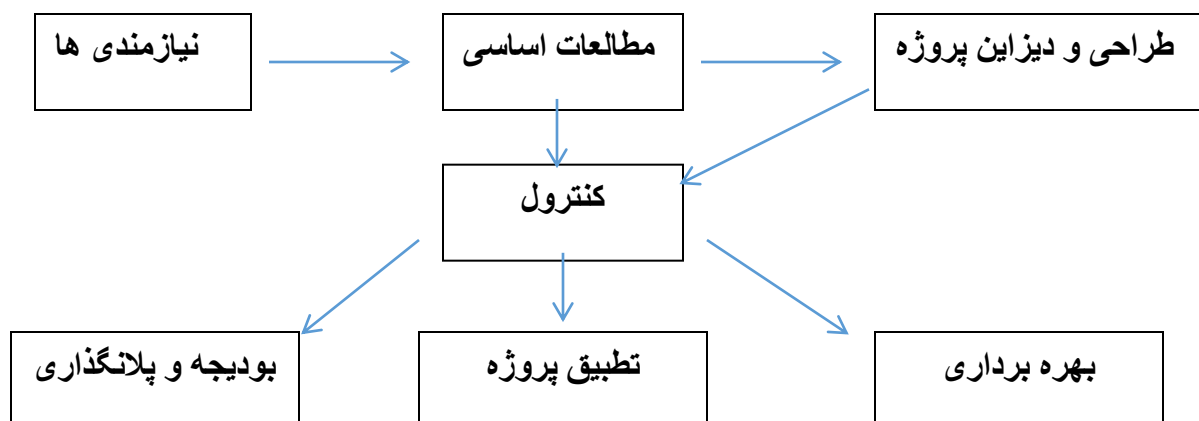 نیازمندی ها
مطالعات اساسی
طراحی و دیزاین پروژه
کنترول
بودیجه و پلانگذاری
تطبیق پروژه
بهره برداری